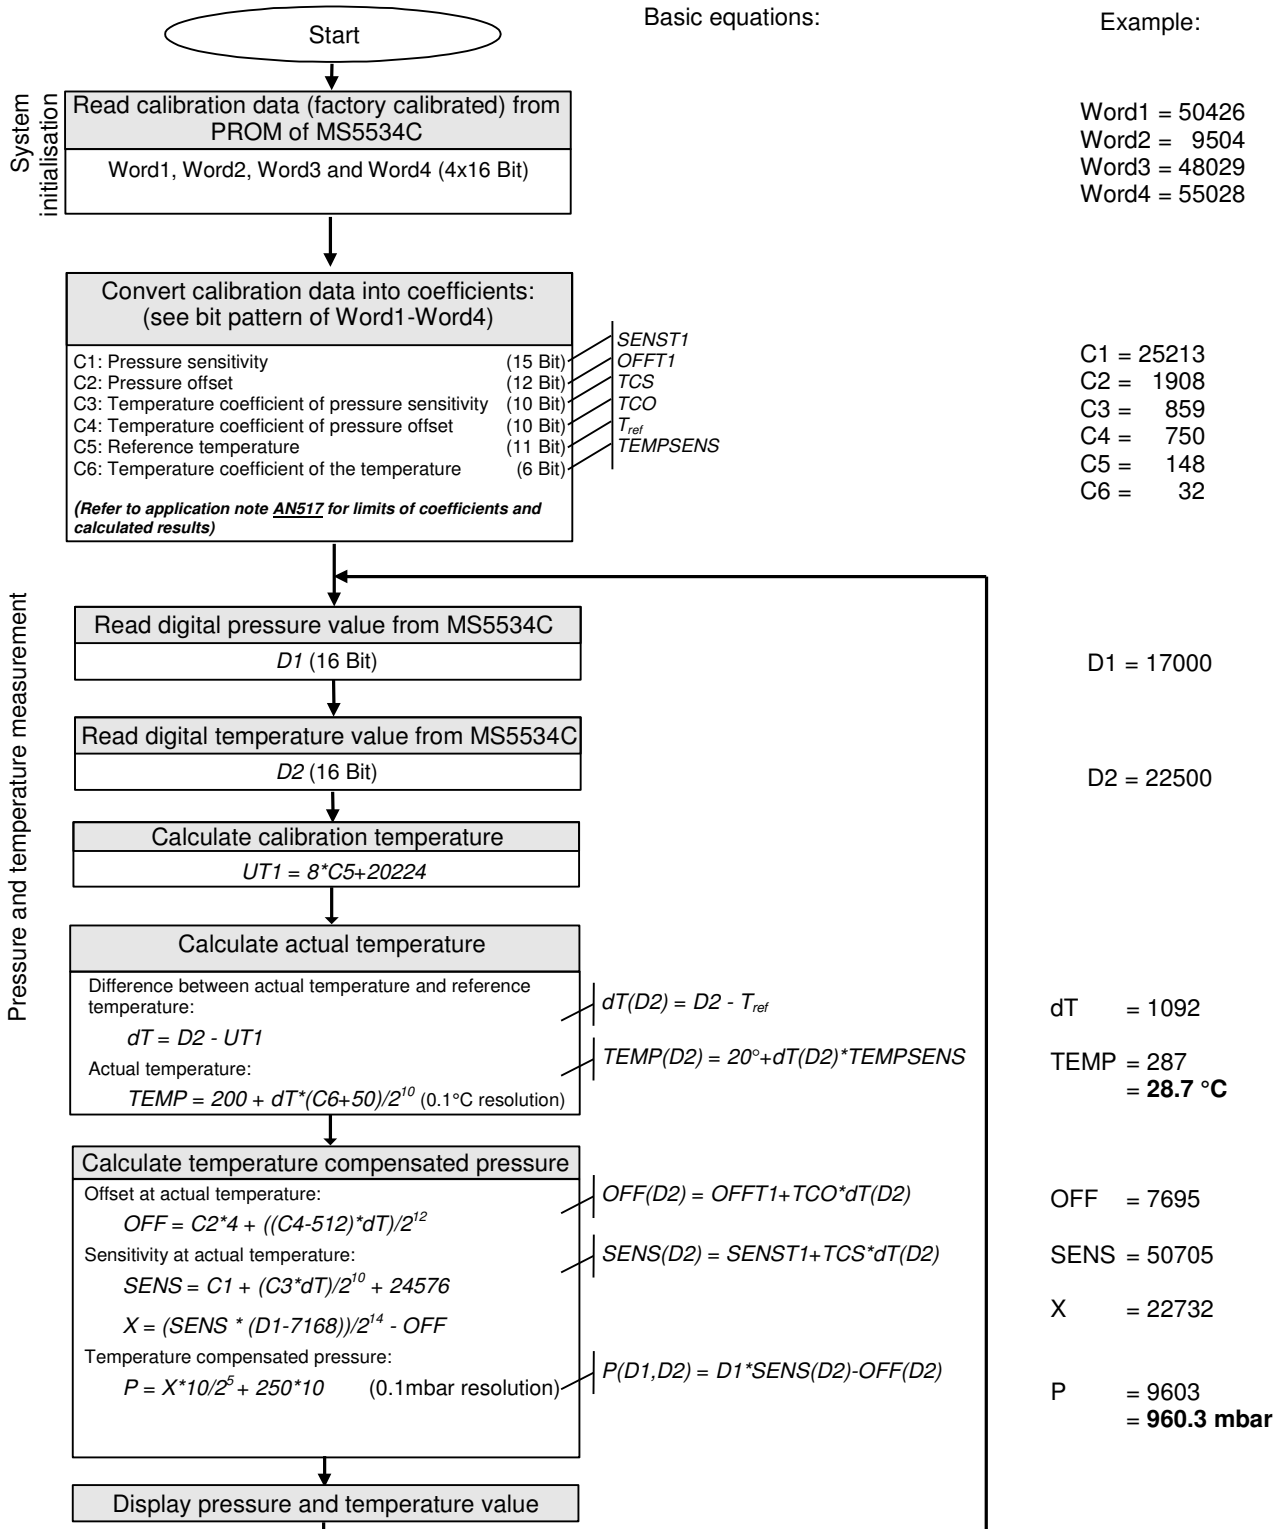 Start
Basic equations:
Example:
System
initialisation
Read calibration data (factory calibrated) from
PROM of MS5534C
Word1, Word2, Word3 and Word4 (4x16 Bit)
Word1 = 50426
Word2 = 9504
Word3 = 48029
Word4 = 55028
Convert calibration data into coefficients:
(see bit pattern of Word1-Word4)
C1: Pressure sensitivity (15 Bit) SENST1
C2: Pressure offset (12 Bit) OFFT1
C3: Temperature coefficient of pressure sensitivity (10 Bit) TCS
C4: Temperature coefficient of pressure offset (10 Bit) TCO
C5: Reference temperature (11 Bit) Tref
C6: Temperature coefficient of the temperature (6 Bit) TEMPSENS
(Refer to application note AN517 for limits of coefficients and
calculated results)
C1 = 25213
C2 = 1908
C3 = 859
C4 = 750
C5 = 148
C6 = 32
Pressure and temperature measurement
Read digital pressure value from MS5534C
D1 (16 Bit)
D1 = 17000
Read digital temperature value from MS5534C
D2 (16 Bit)
D2 = 22500
Calculate calibration temperature
UT1 = 8*C5+20224
Calculate actual temperature
Difference between actual temperature and reference
temperature:
dT = D2 - UT1
dT(D2) = D2 - Tref
dT = 1092
Actual temperature:
TEMP = 200 + dT*(C6+50)/2^10 (0.1°C resolution)
TEMP(D2) = 20°+dT(D2)*TEMPSENS
TEMP = 287
= 28.7 °C
Calculate temperature compensated pressure
Offset at actual temperature:
OFF = C2*4 + ((C4-512)*dT)/2^12
OFF(D2) = OFFT1+TCO*dT(D2)
OFF = 7695
Sensitivity at actual temperature:
SENS = C1 + (C3*dT)/2^10 + 24576
SENS(D2) = SENST1+TCS*dT(D2)
SENS = 50705
X = (SENS * (D1-7168))/2^14 - OFF
X = 22732
Temperature compensated pressure:
P = X*10/2^5 + 250*10 (0.1mbar resolution)
P(D1,D2) = D1*SENS(D2)-OFF(D2)
P = 9603
= 960.3 mbar
Display pressure and temperature value